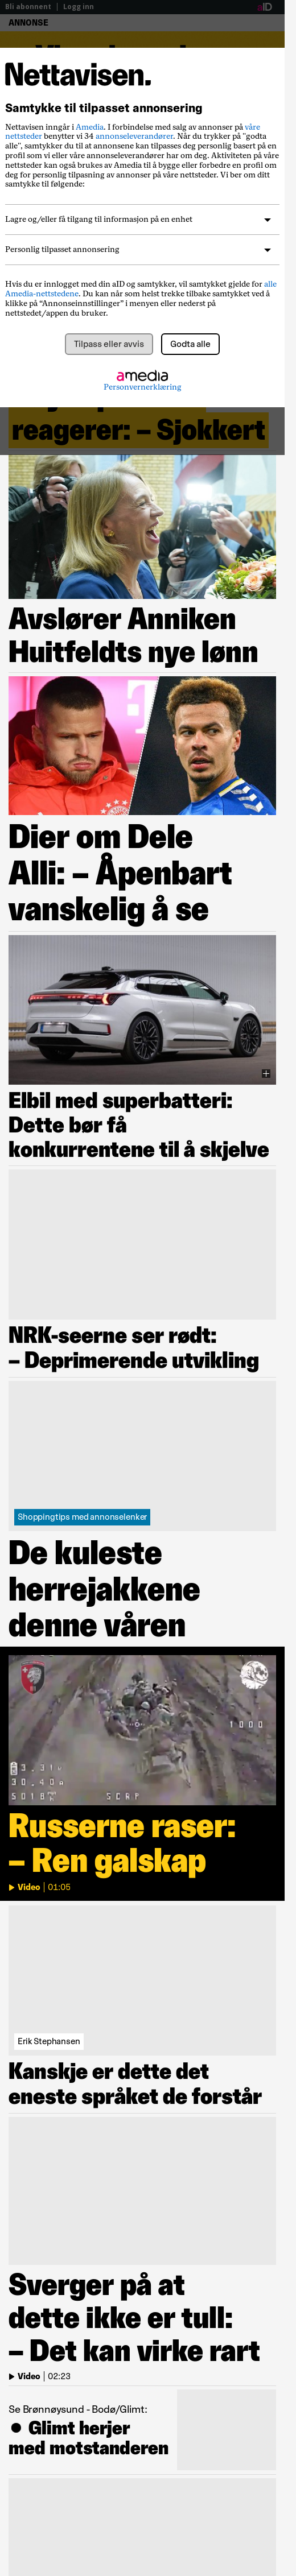 Bli abonnent | Logg inn
aID
ANNONSE
Nettavisen.
Samtykke til tilpasset annonsering
Nettavisen inngår i Amedia. I forbindelse med salg av annonser på våre
nettsteder benytter vi 34 annonseleverandører. Når du trykker på "godta
alle", samtykker du til at annonsene kan tilpasses deg personlig basert på en
profil som vi eller våre annonseleverandører har om deg. Aktiviteten på våre
nettsteder kan også brukes av Amedia til å bygge eller forbedre en profil om
deg for personlig tilpasning av annonser på våre nettsteder. Vi ber om ditt
samtykke til følgende:
Lagre og/eller få tilgang til informasjon på en enhet
Personlig tilpasset annonsering
Hvis du er innlogget med din aID og samtykker, vil samtykket gjelde for alle
Amedia-nettstedene. Du kan når som helst trekke tilbake samtykket ved å
klikke på “Annonseinnstillinger” i menyen eller nederst på
nettstedet/appen du bruker.
Tilpass eller avvis
Godta alle
amedia
Personvernerklæring
reagerer: – Sjokkert
Avslører Anniken
Huitfeldts nye lønn
Dier om Dele
Alli: – Åpenbart
vanskelig å se
Elbil med superbatteri:
Dette bør få
konkurrentene til å skjelve
NRK-seerne ser rødt:
– Deprimerende utvikling
Shoppingtips med annonselenker
De kuleste
herrejakkene
denne våren
1000
SCRP
Russerne raser:
– Ren galskap
Video | 01:05
Erik Stephansen
Kanskje er dette det
eneste språket de forstår
Sverger på at
dette ikke er tull:
– Det kan virke rart
Video | 02:23
Se Brønnøysund - Bodø/Glimt:
● Glimt herjer
med motstanderen